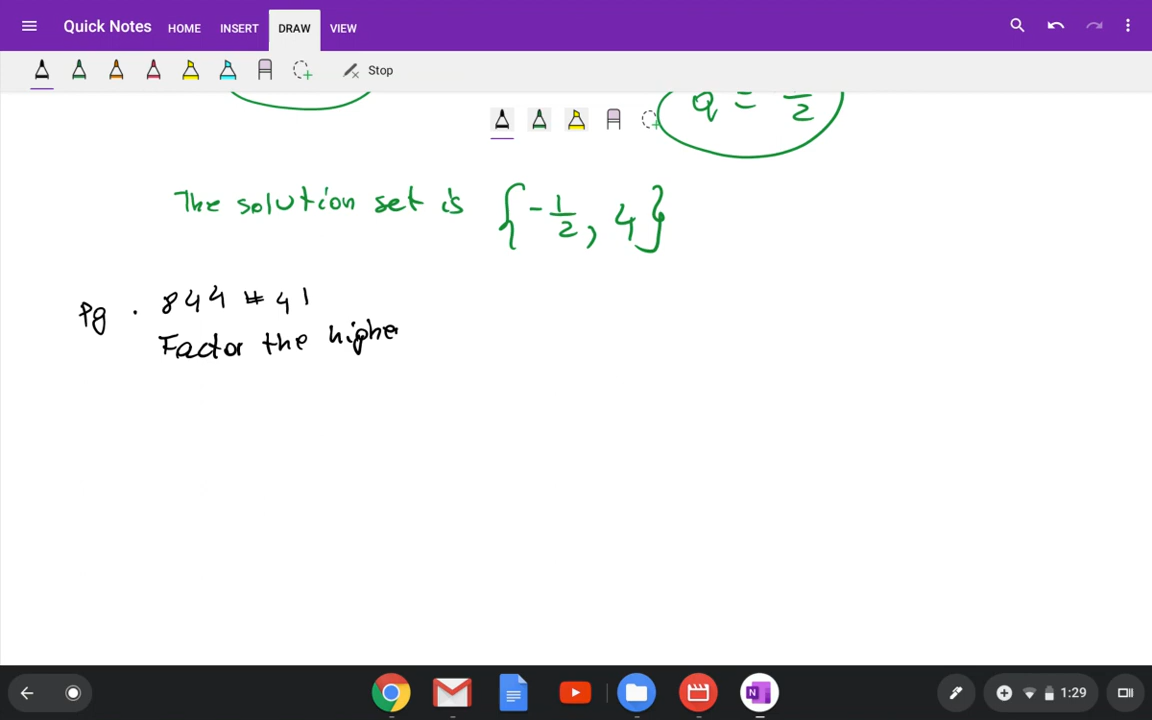 Quick Notes HOME INSERT DRAW VIEW
Stop
q = 2
The solution set is {-1/2, 4}
Pg. 844 # 41
Factor the highe
1:29